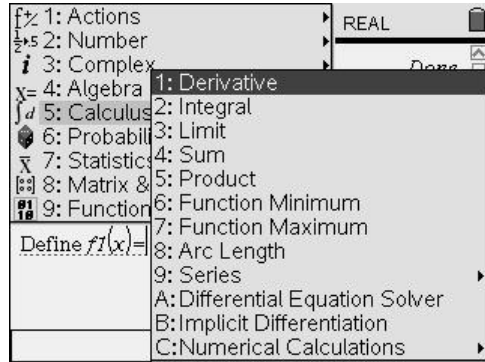 1: Actions
2: Number
3: Complex
4: Algebra
5: Calculus
6: Probabili
7: Statistics
8: Matrix &
9: Function
REAL
Done
1: Derivative
2: Integral
3: Limit
4: Sum
5: Product
6: Function Minimum
7: Function Maximum
8: Arc Length
9: Series
A: Differential Equation Solver
B: Implicit Differentiation
C: Numerical Calculations
Define f1(x)=